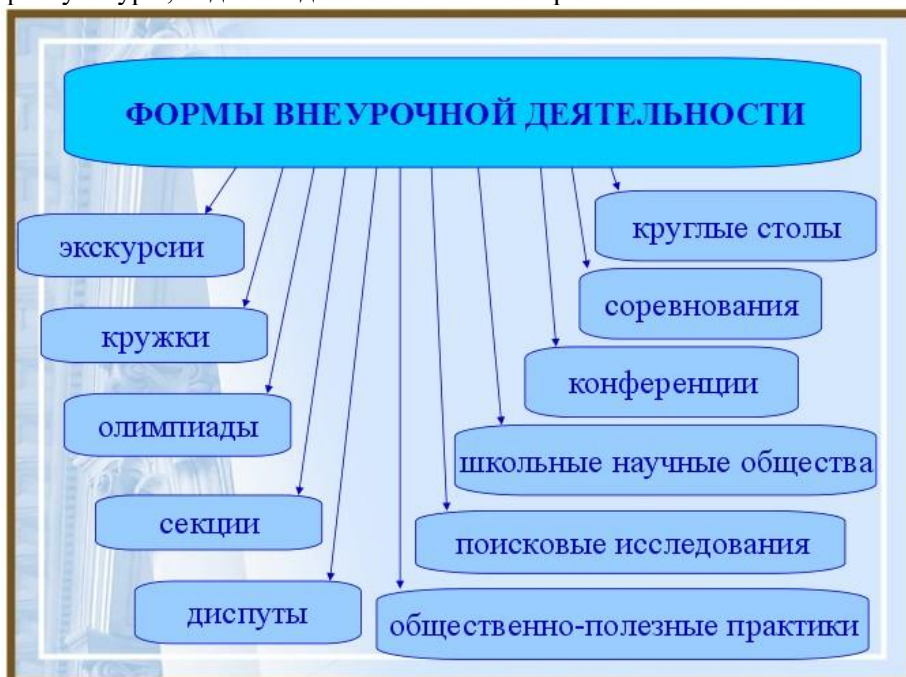 ФОРМЫ ВНЕУРОЧНОЙ ДЕЯТЕЛЬНОСТИ
экскурсии
кружки
олимпиады
секции
диспуты
круглые столы
соревнования
конференции
школьные научные общества
поисковые исследования
общественно-полезные практики